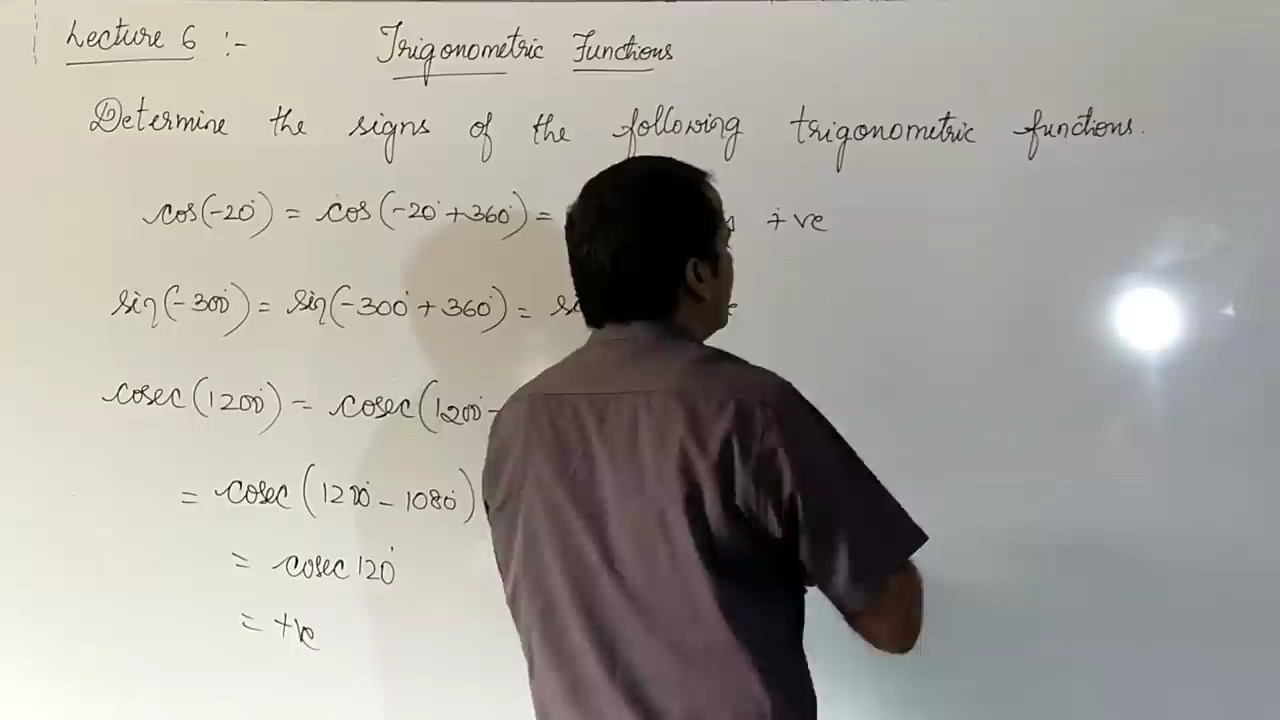 Lecture 6 :- Trigonometric Functions
Determine the signs of the following trigonometric functions.
cos(-20°) = cos(-20° + 360°) = +ve
sin(-300°) = sin(-300° + 360°) =
cosec(1200°) = cosec(1200° -
= cosec(1200° - 1080°)
= cosec 120°
= +ve